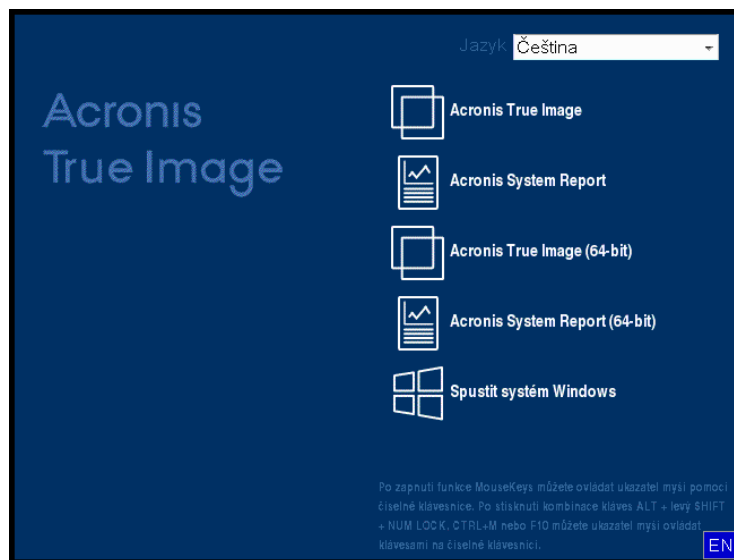 Jazyk Čeština
Acronis
True Image
Acronis True Image
Acronis System Report
Acronis True Image (64-bit)
Acronis System Report (64-bit)
Spustit systém Windows
Po zapnutí funkce MouseKeys můžete ovládat ukazatel myši pomocí
číselné klávesnice. Po stisknutí kombinace kláves ALT + levý SHIFT
+ NUM LOCK, CTRL+M nebo F10 můžete ukazatel myši ovládat
klávesami na číselné klávesnici.
EN